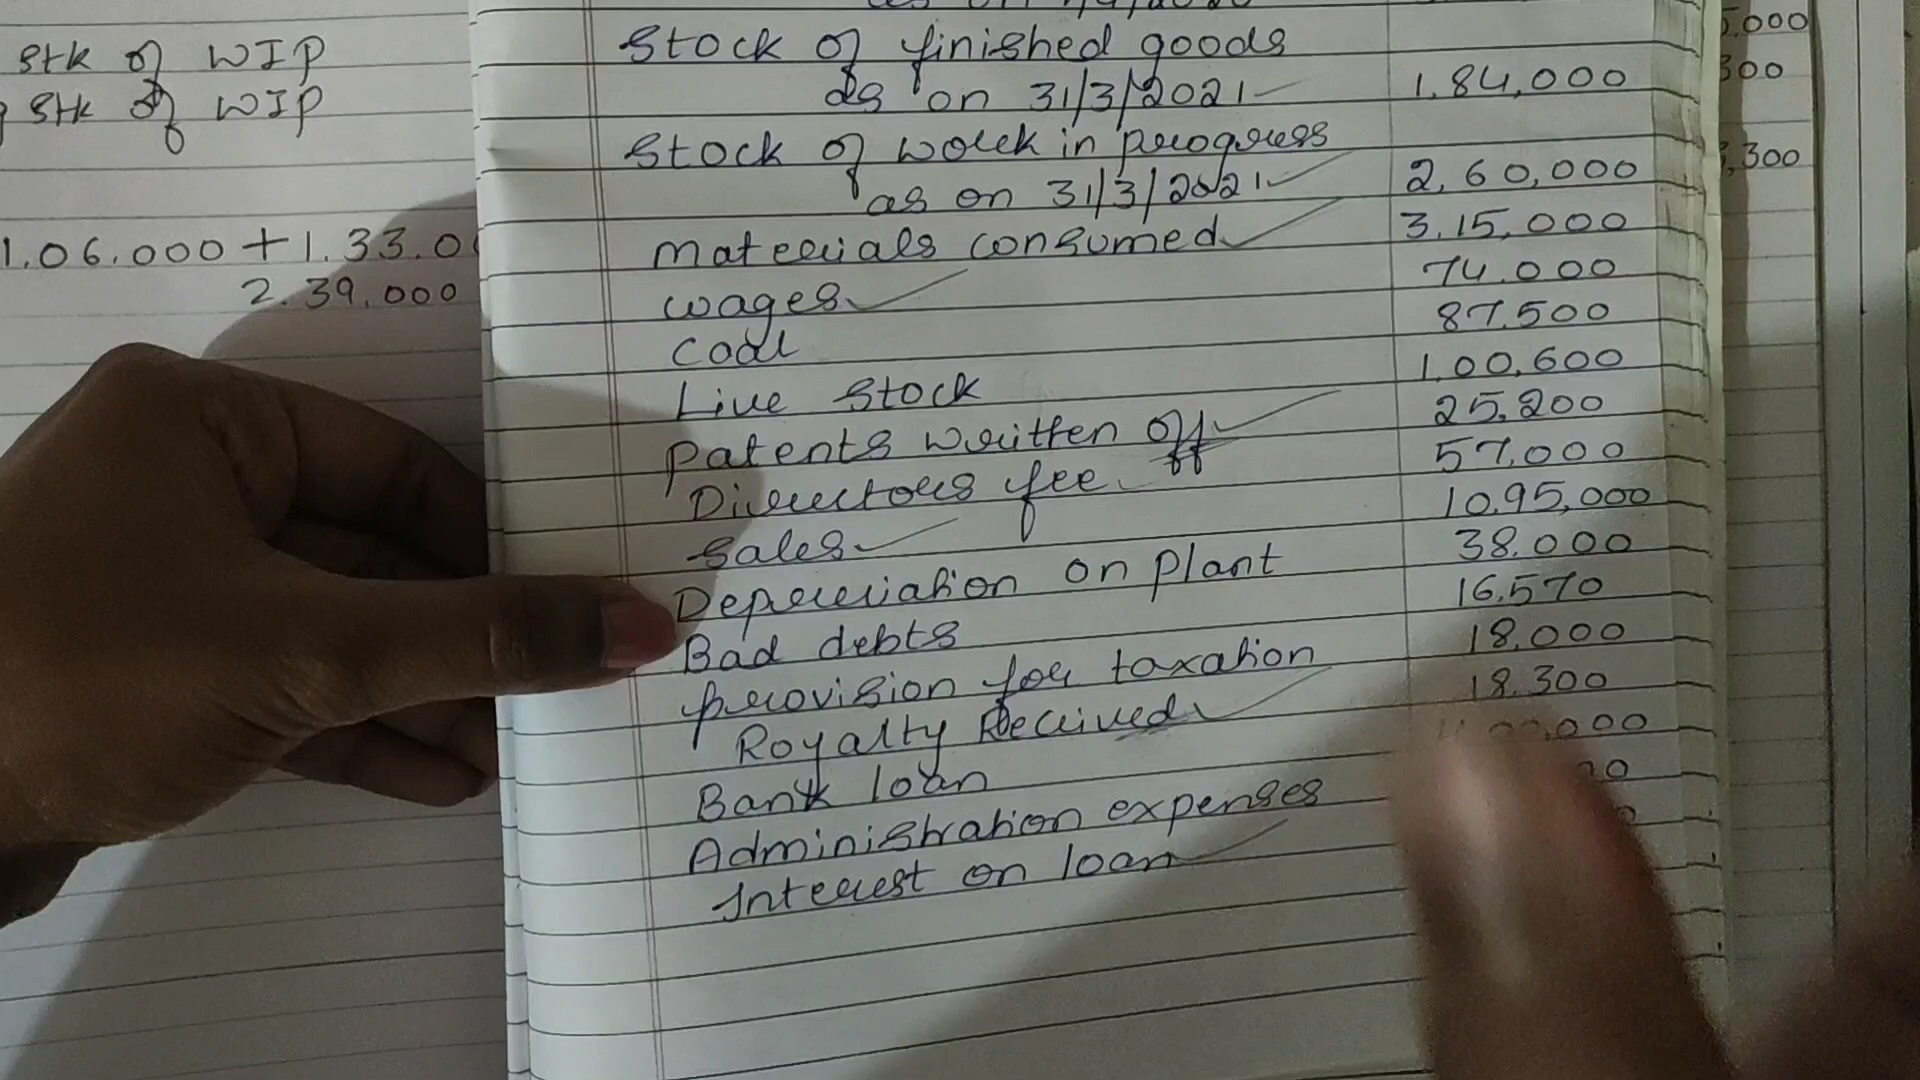 Stk of WIP
Stk of WIP
1,06,000 + 1,33,0
2,39,000
Stock of finished goods
as on 31/3/2021 1,84,000
Stock of work in progress
as on 31/3/2021 2,60,000
Materials consumed 3,15,000
Wages 74,000
Coal 87,500
Live Stock 1,00,600
Patents written off 25,200
Directors fee 57,000
Sales 10,95,000
Depreciation on plant 38,000
Bad debts 16,570
Provision for taxation 18,000
Royalty Received 18,300
Bank loan
Administration expenses
Interest on loan
5,000
300
,300